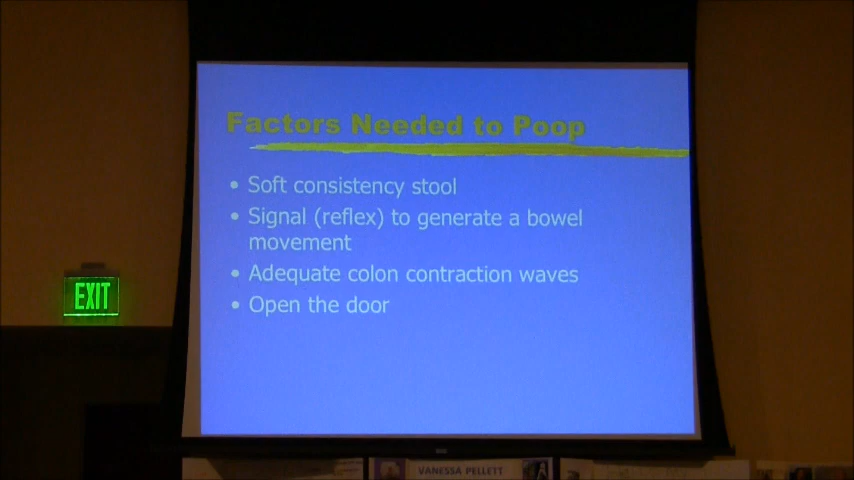 Factors Needed to Poop
• Soft consistency stool
• Signal (reflex) to generate a bowel
movement
• Adequate colon contraction waves
• Open the door
EXIT
VANESSA PELLETT